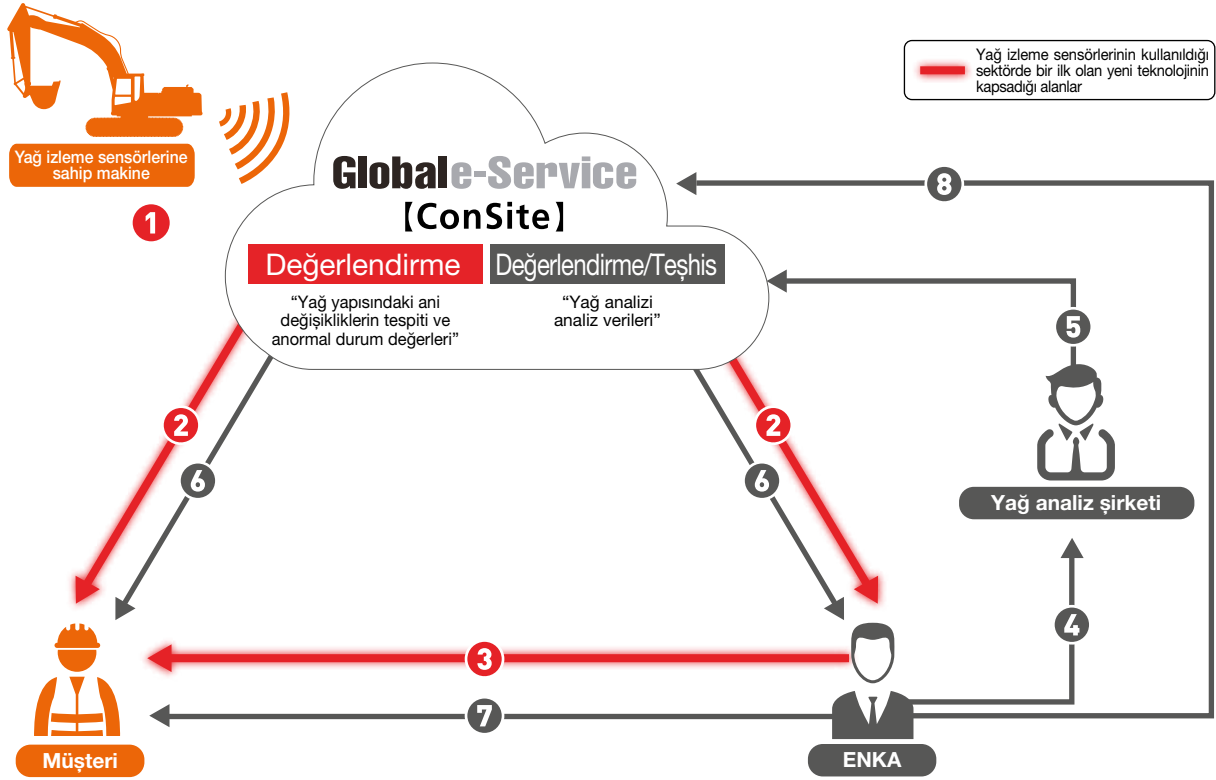 Yağ izleme sensörlerinin kullanıldığı
sektörde bir ilk olan yeni teknolojinin
kapsadığı alanlar
Yağ izleme sensörlerine
sahip makine
1
Global e-Service
【ConSite】
Değerlendirme
Değerlendirme/Teşhis
“Yağ yapısındaki ani
değişikliklerin tespiti ve
anormal durum değerleri”
“Yağ analizi
analiz verileri”
8
5
2
6
2
6
Yağ analiz şirketi
4
3
7
Müşteri
ENKA